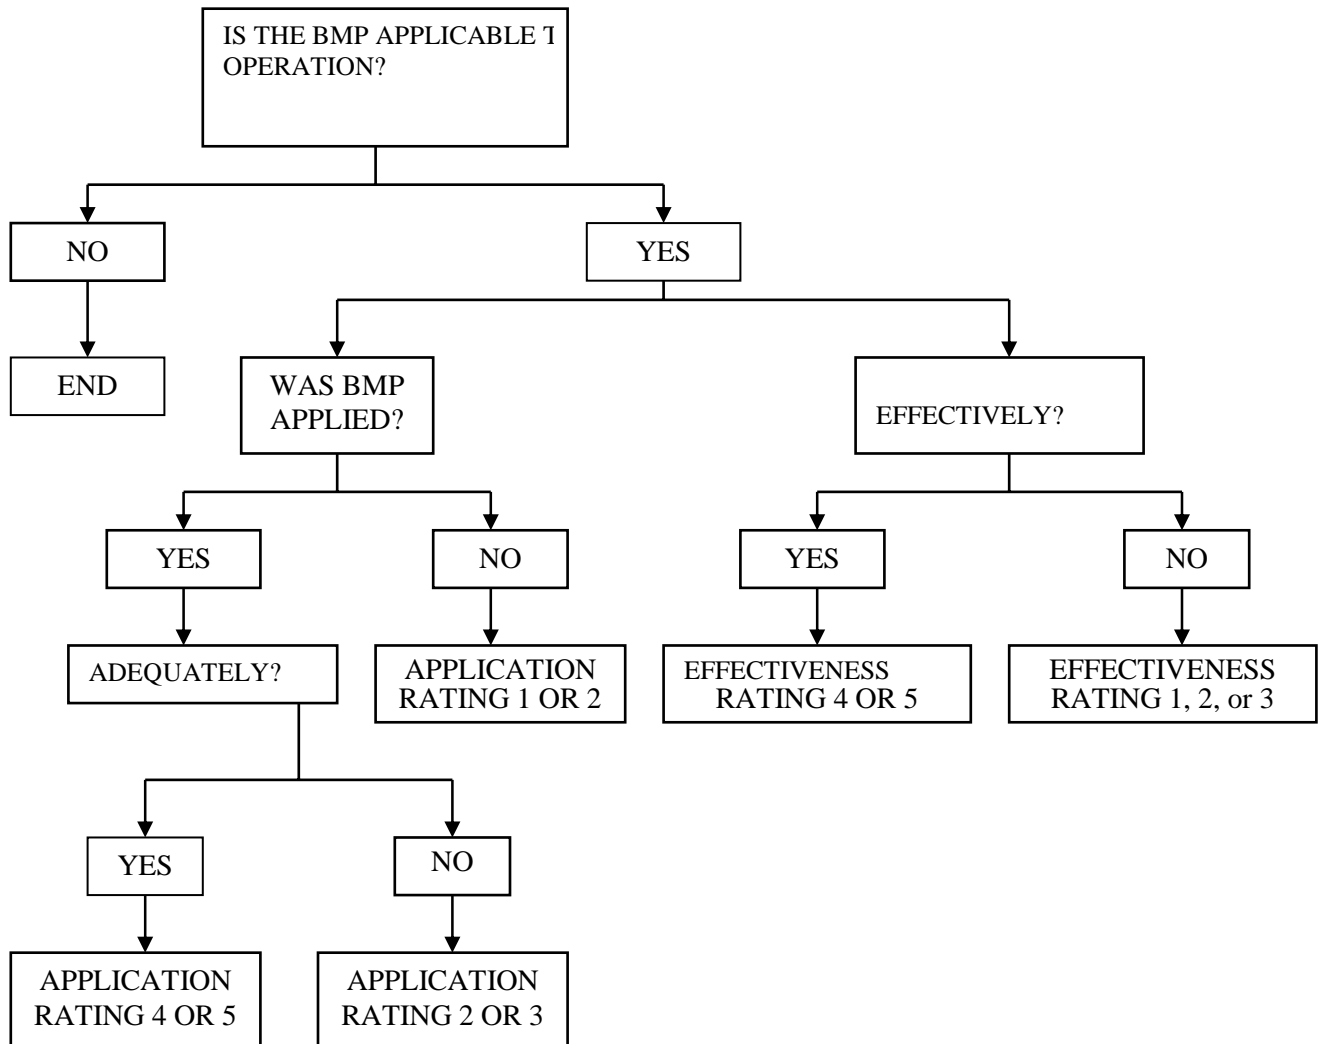 IS THE BMP APPLICABLE T
OPERATION?
NO
YES
END
WAS BMP
APPLIED?
EFFECTIVELY?
YES
NO
YES
NO
ADEQUATELY?
APPLICATION
RATING 1 OR 2
EFFECTIVENESS
RATING 4 OR 5
EFFECTIVENESS
RATING 1, 2, or 3
YES
NO
APPLICATION
RATING 4 OR 5
APPLICATION
RATING 2 OR 3